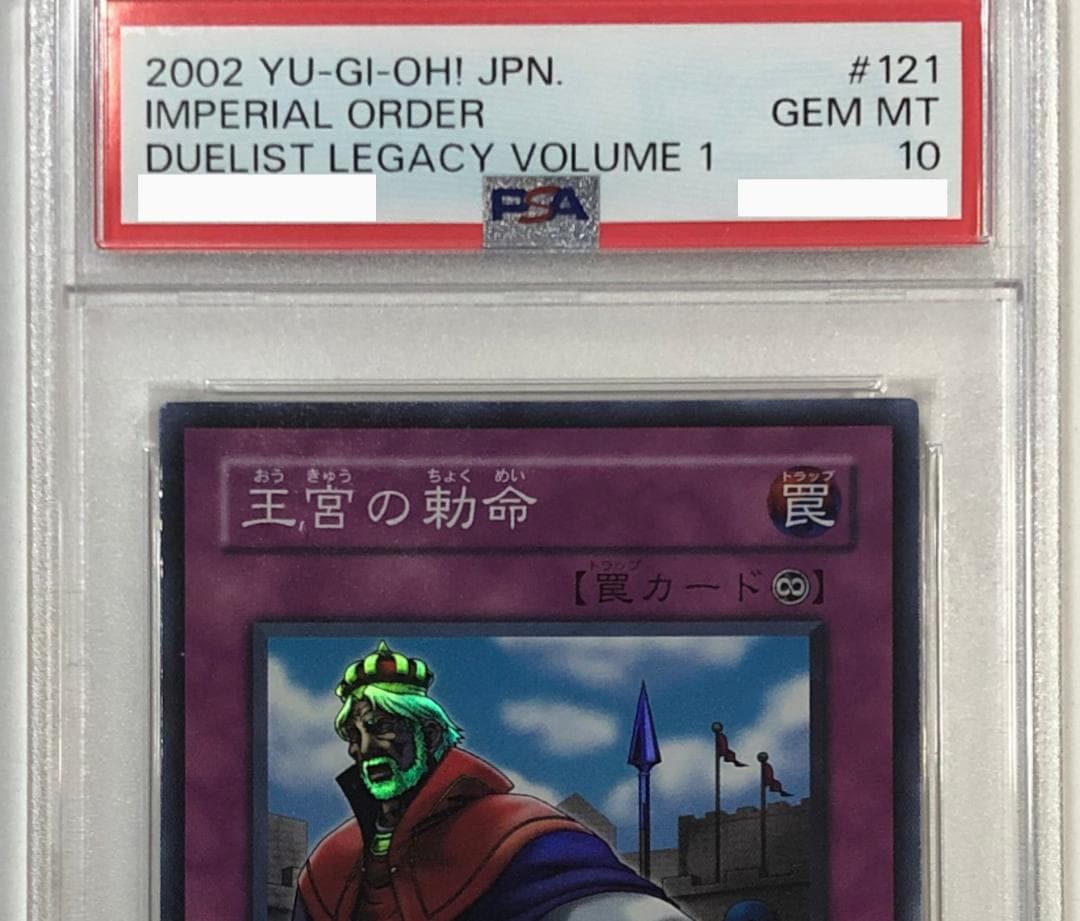 2002 YU-GI-OH! JPN. #121
IMPERIAL ORDER GEM MT
DUELIST LEGACY VOLUME 1 10
PSA
おう きゅう ちょく めい トラップ
王宮の勅命 罠
トラップ
【罠カード∞】